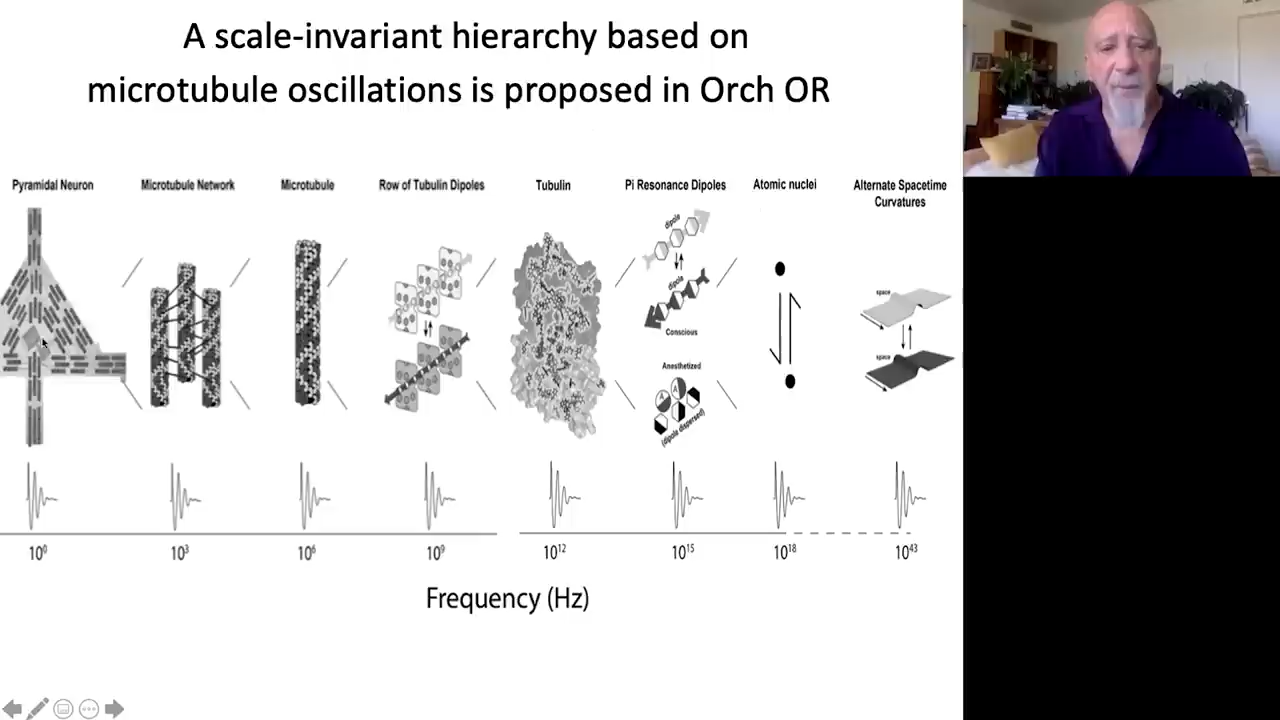 A scale-invariant hierarchy based on
microtubule oscillations is proposed in Orch OR
Pyramidal Neuron
Microtubule Network
Microtubule
Row of Tubulin Dipoles
Tubulin
Pi Resonance Dipoles
Atomic nuclei
Alternate Spacetime
Curvatures
dipole
dipole
Conscious
Anesthetized
A
A
(dipole dispersed)
space
space
10⁰
10³
10⁶
10⁹
10¹²
10¹⁵
10¹⁸
10⁴³
Frequency (Hz)